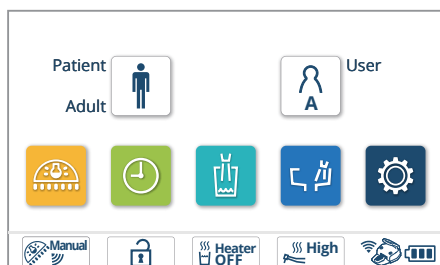 Patient
User
Adult
A
Manual
Heater
OFF
High